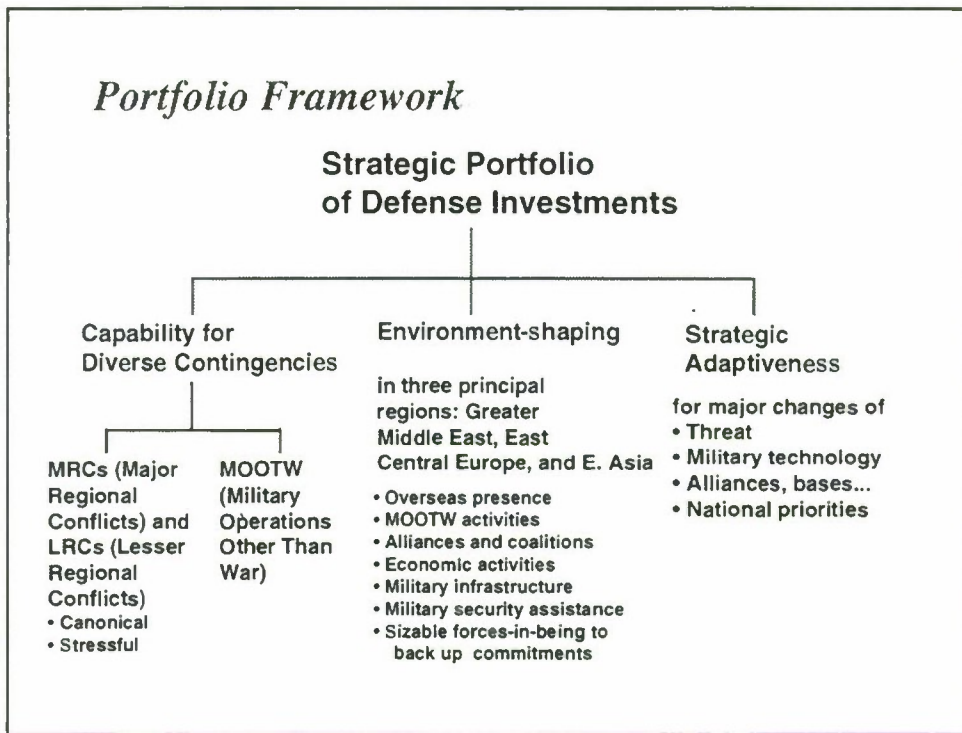 Portfolio Framework
Strategic Portfolio
of Defense Investments
Capability for
Diverse Contingencies
MRCs (Major
Regional
Conflicts) and
LRCs (Lesser
Regional
Conflicts)
• Canonical
• Stressful
MOOTW
(Military
Operations
Other Than
War)
Environment-shaping
in three principal
regions: Greater
Middle East, East
Central Europe, and E. Asia
• Overseas presence
• MOOTW activities
• Alliances and coalitions
• Economic activities
• Military infrastructure
• Military security assistance
• Sizable forces-in-being to
back up commitments
Strategic
Adaptiveness
for major changes of
• Threat
• Military technology
• Alliances, bases...
• National priorities